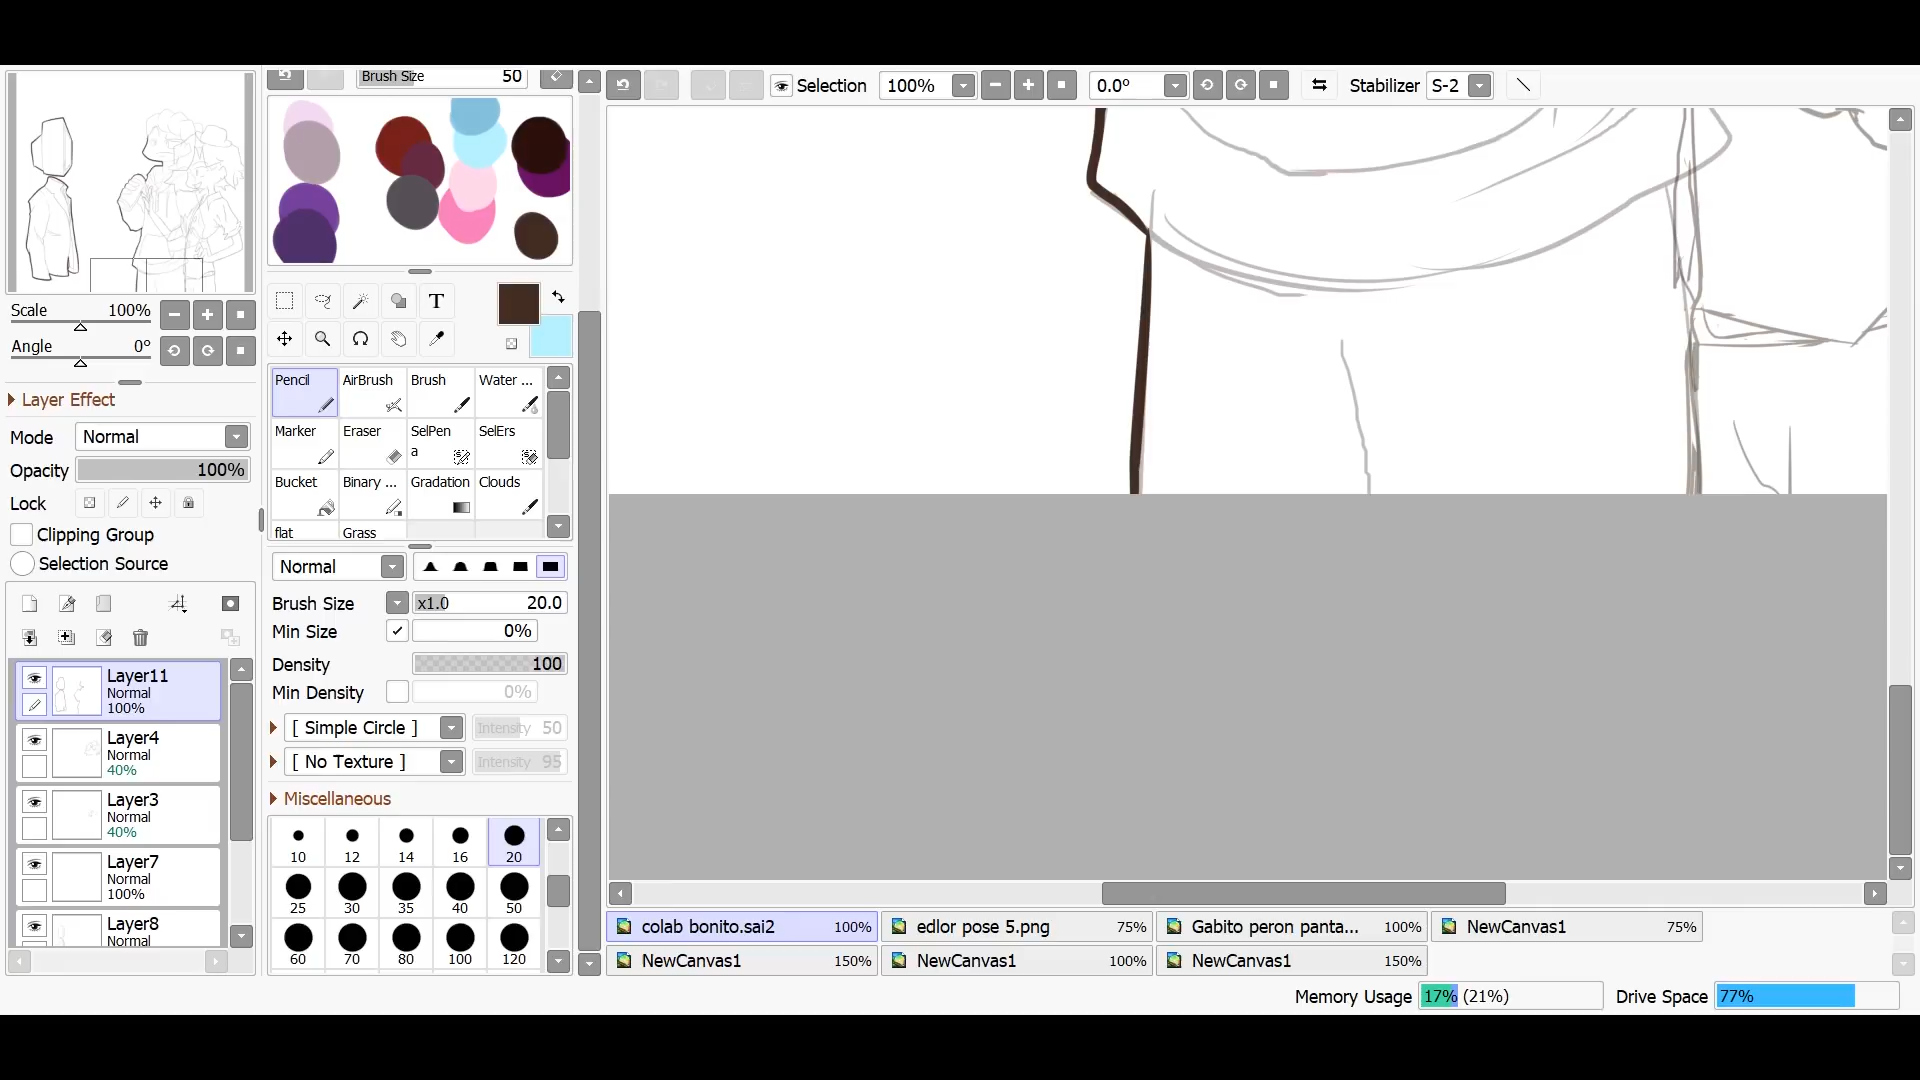 Brush Size 50
Selection 100% 0.0° Stabilizer S-2
Scale 100%
Angle 0°
Layer Effect
Mode Normal
Opacity 100%
Lock
Clipping Group
Selection Source
Layer11
Normal
100%
Layer4
Normal
40%
Layer3
Normal
40%
Layer7
Normal
100%
Layer8
Normal
T
Pencil AirBrush Brush Water ...
Marker Eraser SelPen a SelErs
Bucket Binary ... Gradation Clouds
flat Grass
Normal
Brush Size x1.0 20.0
Min Size 0%
Density 100
Min Density 0%
[ Simple Circle ] Intensity 50
[ No Texture ] Intensity 95
Miscellaneous
10 12 14 16 20
25 30 35 40 50
60 70 80 100 120
colab bonito.sai2 100% edlor pose 5.png 75% Gabito peron panta... 100% NewCanvas1 75%
NewCanvas1 150% NewCanvas1 100% NewCanvas1 150%
Memory Usage 17% (21%) Drive Space 77%